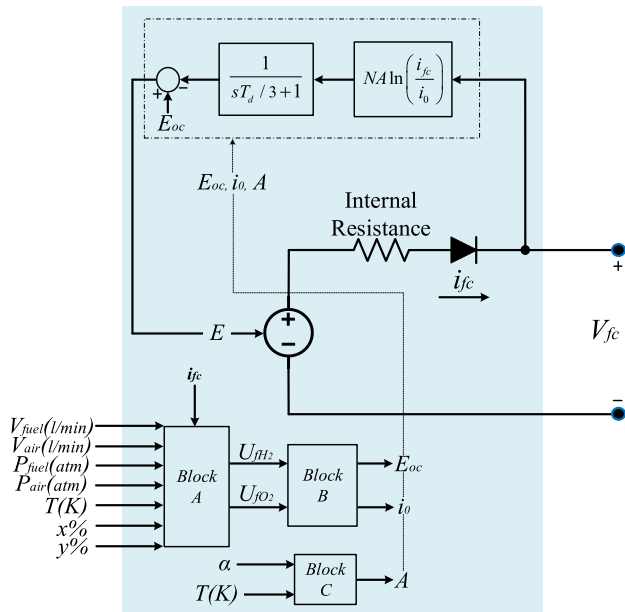 1
sT_d / 3 + 1
NA ln(i_fc / i_0)
+
−
E_oc
E_oc, i_0, A
Internal
Resistance
i_fc
+
V_fc
−
E
+
−
i_fc
V_fuel(l/min)
V_air(l/min)
P_fuel(atm)
P_air(atm)
T(K)
x%
y%
Block
A
U_fH2
U_fO2
Block
B
E_oc
i_0
α
T(K)
Block
C
A